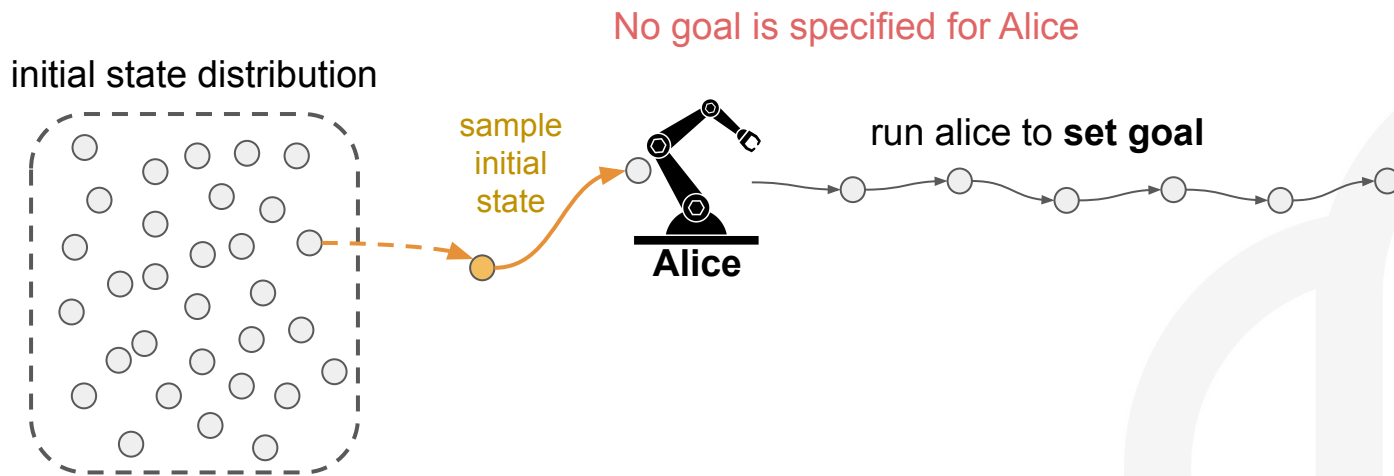 No goal is specified for Alice
initial state distribution
sample
initial
state
run alice to set goal
Alice